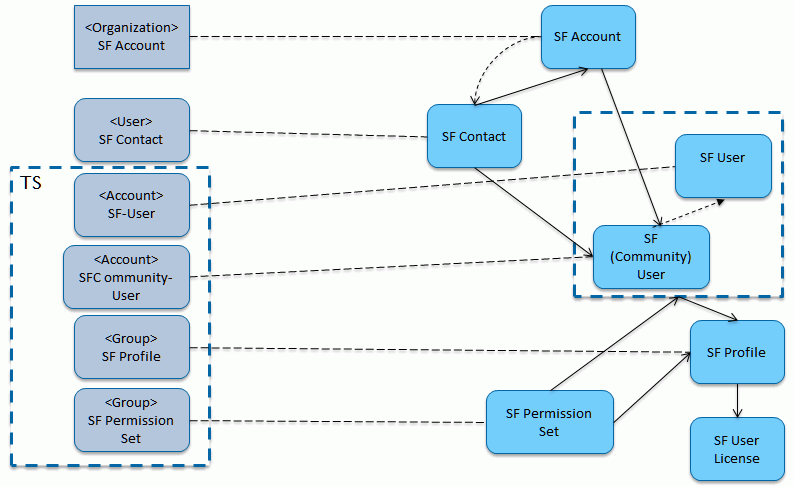 <Organization>
SF Account
SF Account
<User>
SF Contact
SF Contact
TS
<Account>
SF-User
SF User
<Account>
SFC ommunity-
User
SF
(Community)
User
<Group>
SF Profile
SF Profile
<Group>
SF Permission
Set
SF Permission
Set
SF User
License